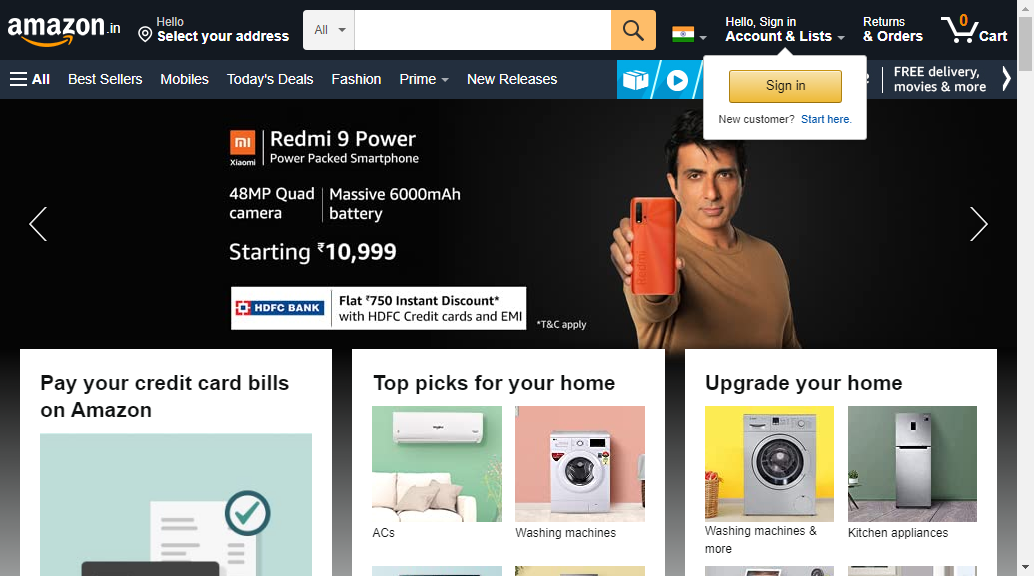 amazon.in
Hello
Select your address
All
Hello, Sign in
Account & Lists
Returns
& Orders
0
Cart
All
Best Sellers
Mobiles
Today's Deals
Fashion
Prime
New Releases
FREE delivery,
movies & more
Sign in
New customer? Start here.
mi
Xiaomi
Redmi 9 Power
Power Packed Smartphone
48MP Quad
camera
Massive 6000mAh
battery
Starting ₹10,999
HDFC BANK
Flat ₹750 Instant Discount*
with HDFC Credit cards and EMI
*T&C apply
Redmi
Pay your credit card bills
on Amazon
Top picks for your home
ACs
Washing machines
Upgrade your home
Washing machines &
more
Kitchen appliances